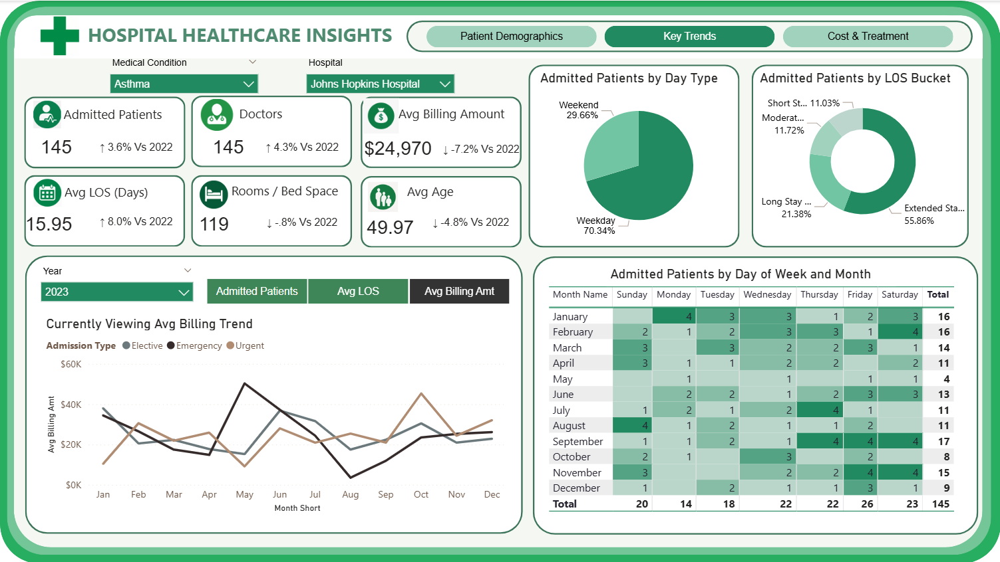 HOSPITAL HEALTHCARE INSIGHTS
Patient Demographics
Key Trends
Cost & Treatment
Medical Condition
Asthma
Hospital
Johns Hopkins Hospital
Admitted Patients
145
↑ 3.6% Vs 2022
Doctors
145
↑ 4.3% Vs 2022
Avg Billing Amount
$24,970
↓ -7.2% Vs 2022
Avg LOS (Days)
15.95
↑ 8.0% Vs 2022
Rooms / Bed Space
119
↓ -.8% Vs 2022
Avg Age
49.97
↓ -4.8% Vs 2022
Admitted Patients by Day Type
Weekend
29.66%
Weekday
70.34%
Admitted Patients by LOS Bucket
Short St... 11.03%
Moderat...
11.72%
Long Stay ...
21.38%
Extended Sta...
55.86%
Year
2023
Admitted Patients
Avg LOS
Avg Billing Amt
Currently Viewing Avg Billing Trend
Admission Type Elective Emergency Urgent
$60K
$40K
$20K
$0K
Avg Billing Amt
Jan Feb Mar Apr May Jun Jul Aug Sep Oct Nov Dec
Month Short
Admitted Patients by Day of Week and Month
Month Name Sunday Monday Tuesday Wednesday Thursday Friday Saturday Total
January 4 3 3 1 2 3 16
February 2 1 2 3 3 1 4 16
March 3 3 2 2 3 1 14
April 3 1 1 2 2 2 11
May 1 1 1 1 4
June 2 2 1 2 3 3 13
July 1 2 1 2 4 1 11
August 4 1 2 1 1 2 11
September 1 1 2 1 4 4 4 17
October 2 1 3 2 8
November 3 2 2 4 4 15
December 1 2 1 1 3 1 9
Total 20 14 18 22 22 26 23 145